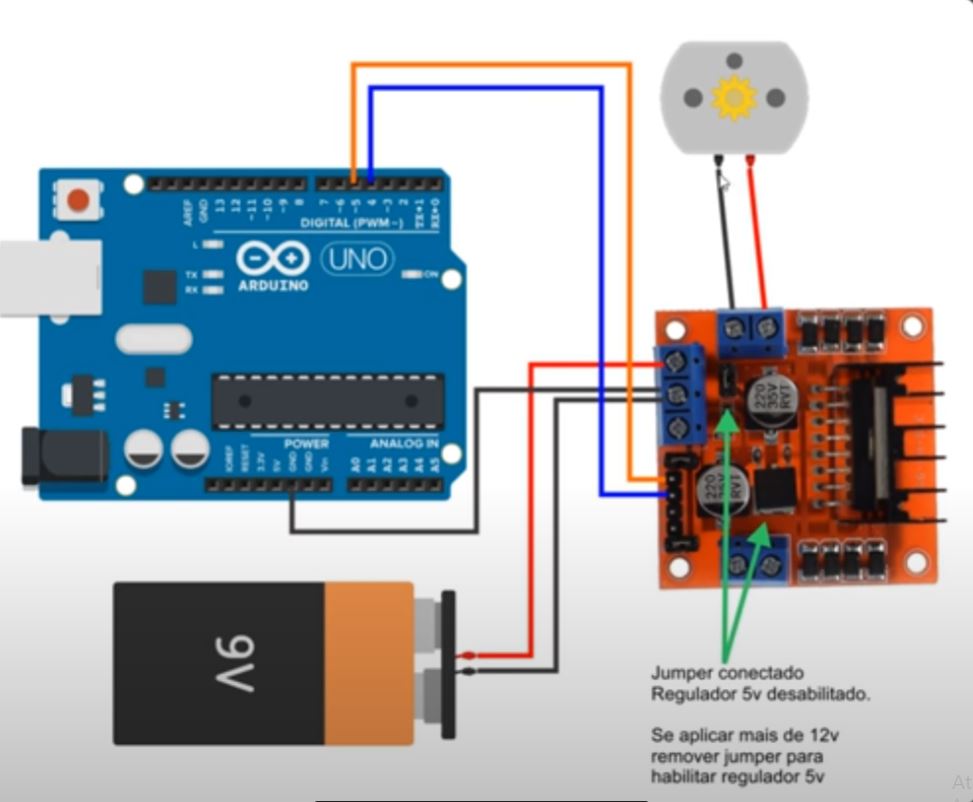 AREF
GND
13
12
~11
~10
~9
8
7
~6
~5
4
~3
2
TX→1
RX←0
DIGITAL (PWM~)
L
TX
RX
ARDUINO
UNO
ON
220
35V
RVT
220
RVT
POWER
ANALOG IN
IOREF
RESET
3.3V
5V
GND
GND
Vin
A0
A1
A2
A3
A4
A5
9V
Jumper conectado
Regulador 5v desabilitado.
Se aplicar mais de 12v
remover jumper para
habilitar regulador 5v
At